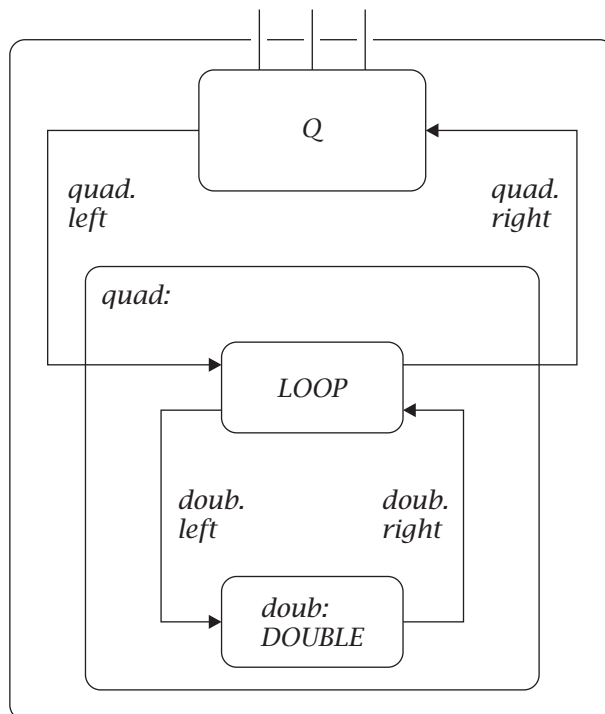 Q
quad.
left
quad.
right
quad:
LOOP
doub.
left
doub.
right
doub:
DOUBLE